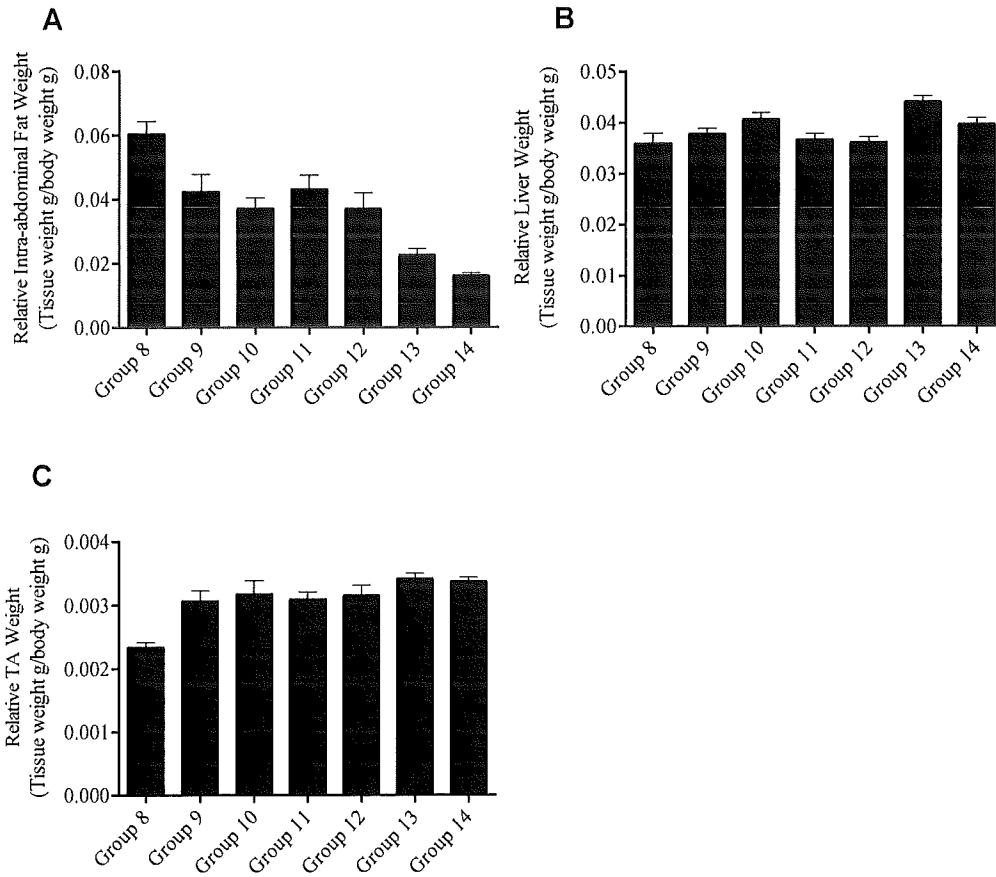 A
Relative Intra-abdominal Fat Weight
(Tissue weight g/body weight g)
0.08
0.06
0.04
0.02
0.00
Group 8
Group 9
Group 10
Group 11
Group 12
Group 13
Group 14
B
Relative Liver Weight
(Tissue weight g/body weight g)
0.05
0.04
0.03
0.02
0.01
0.00
Group 8
Group 9
Group 10
Group 11
Group 12
Group 13
Group 14
C
Relative TA Weight
(Tissue weight g/body weight g)
0.004
0.003
0.002
0.001
0.000
Group 8
Group 9
Group 10
Group 11
Group 12
Group 13
Group 14